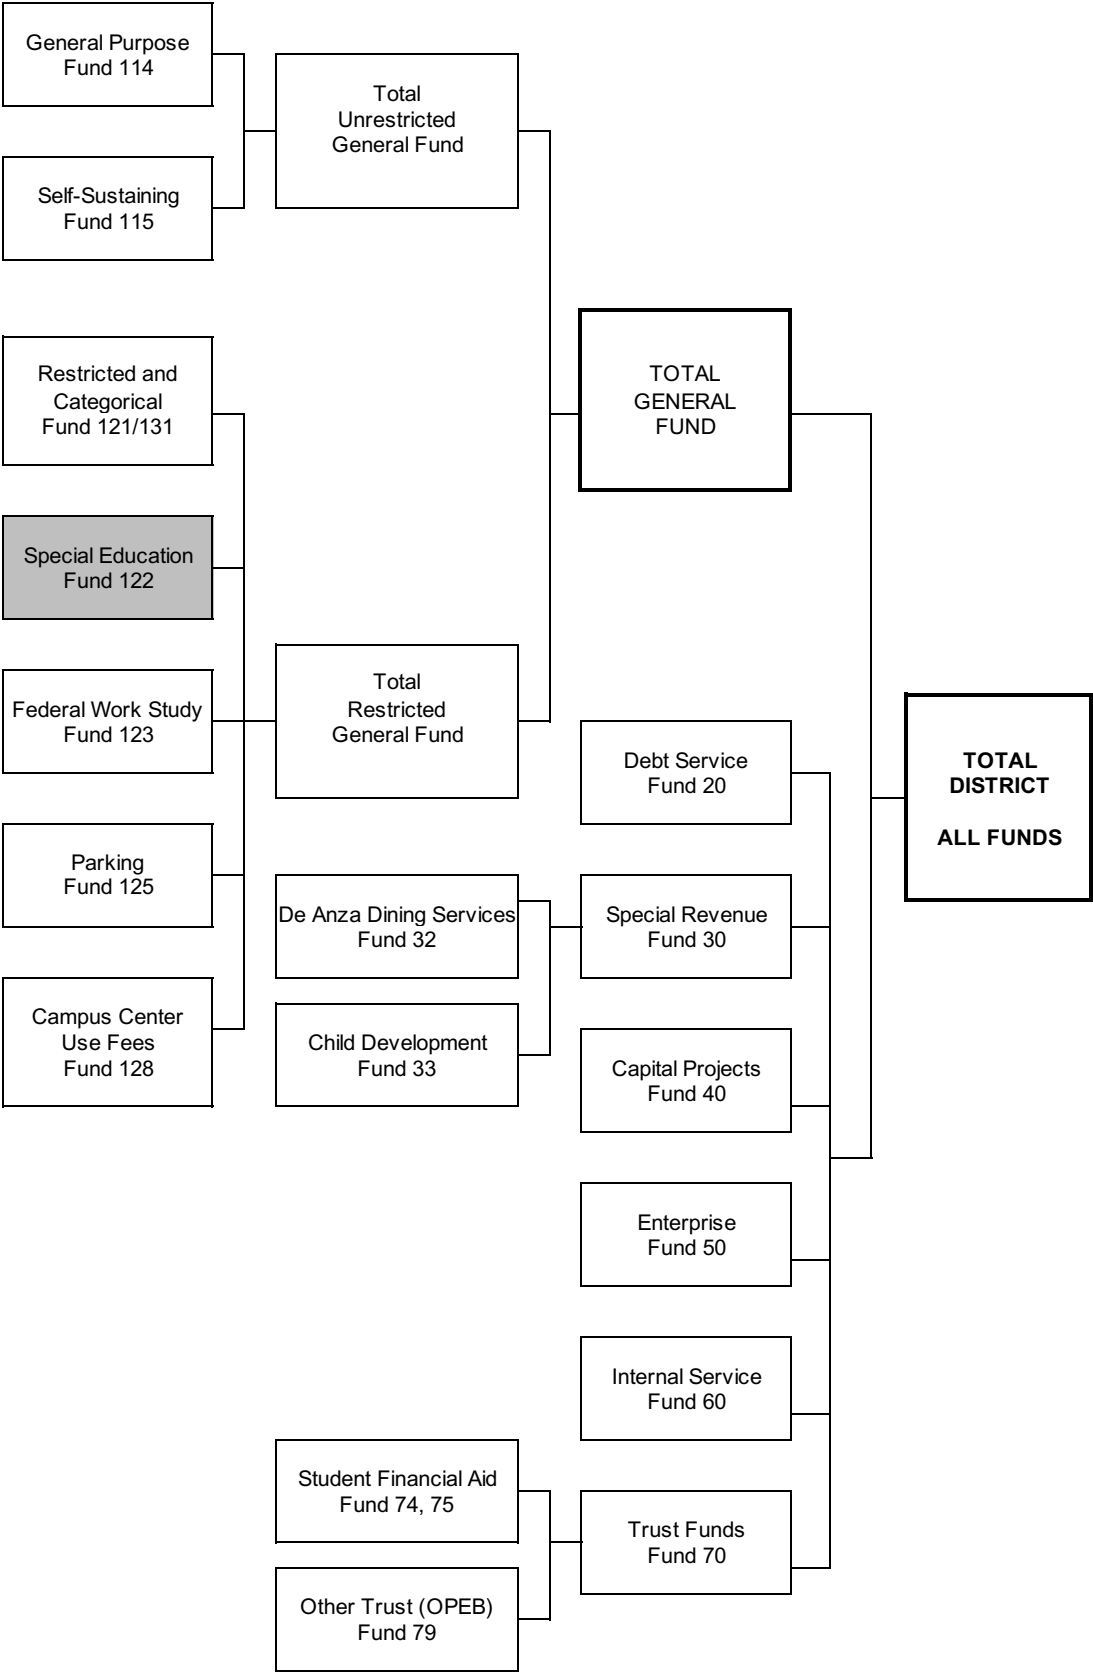 General Purpose
Fund 114
Total
Unrestricted
General Fund
Self-Sustaining
Fund 115
Restricted and
Categorical
Fund 121/131
TOTAL
GENERAL
FUND
Special Education
Fund 122
Federal Work Study
Fund 123
Total
Restricted
General Fund
Debt Service
Fund 20
TOTAL
DISTRICT
ALL FUNDS
Parking
Fund 125
De Anza Dining Services
Fund 32
Special Revenue
Fund 30
Campus Center
Use Fees
Fund 128
Child Development
Fund 33
Capital Projects
Fund 40
Enterprise
Fund 50
Internal Service
Fund 60
Student Financial Aid
Fund 74, 75
Trust Funds
Fund 70
Other Trust (OPEB)
Fund 79